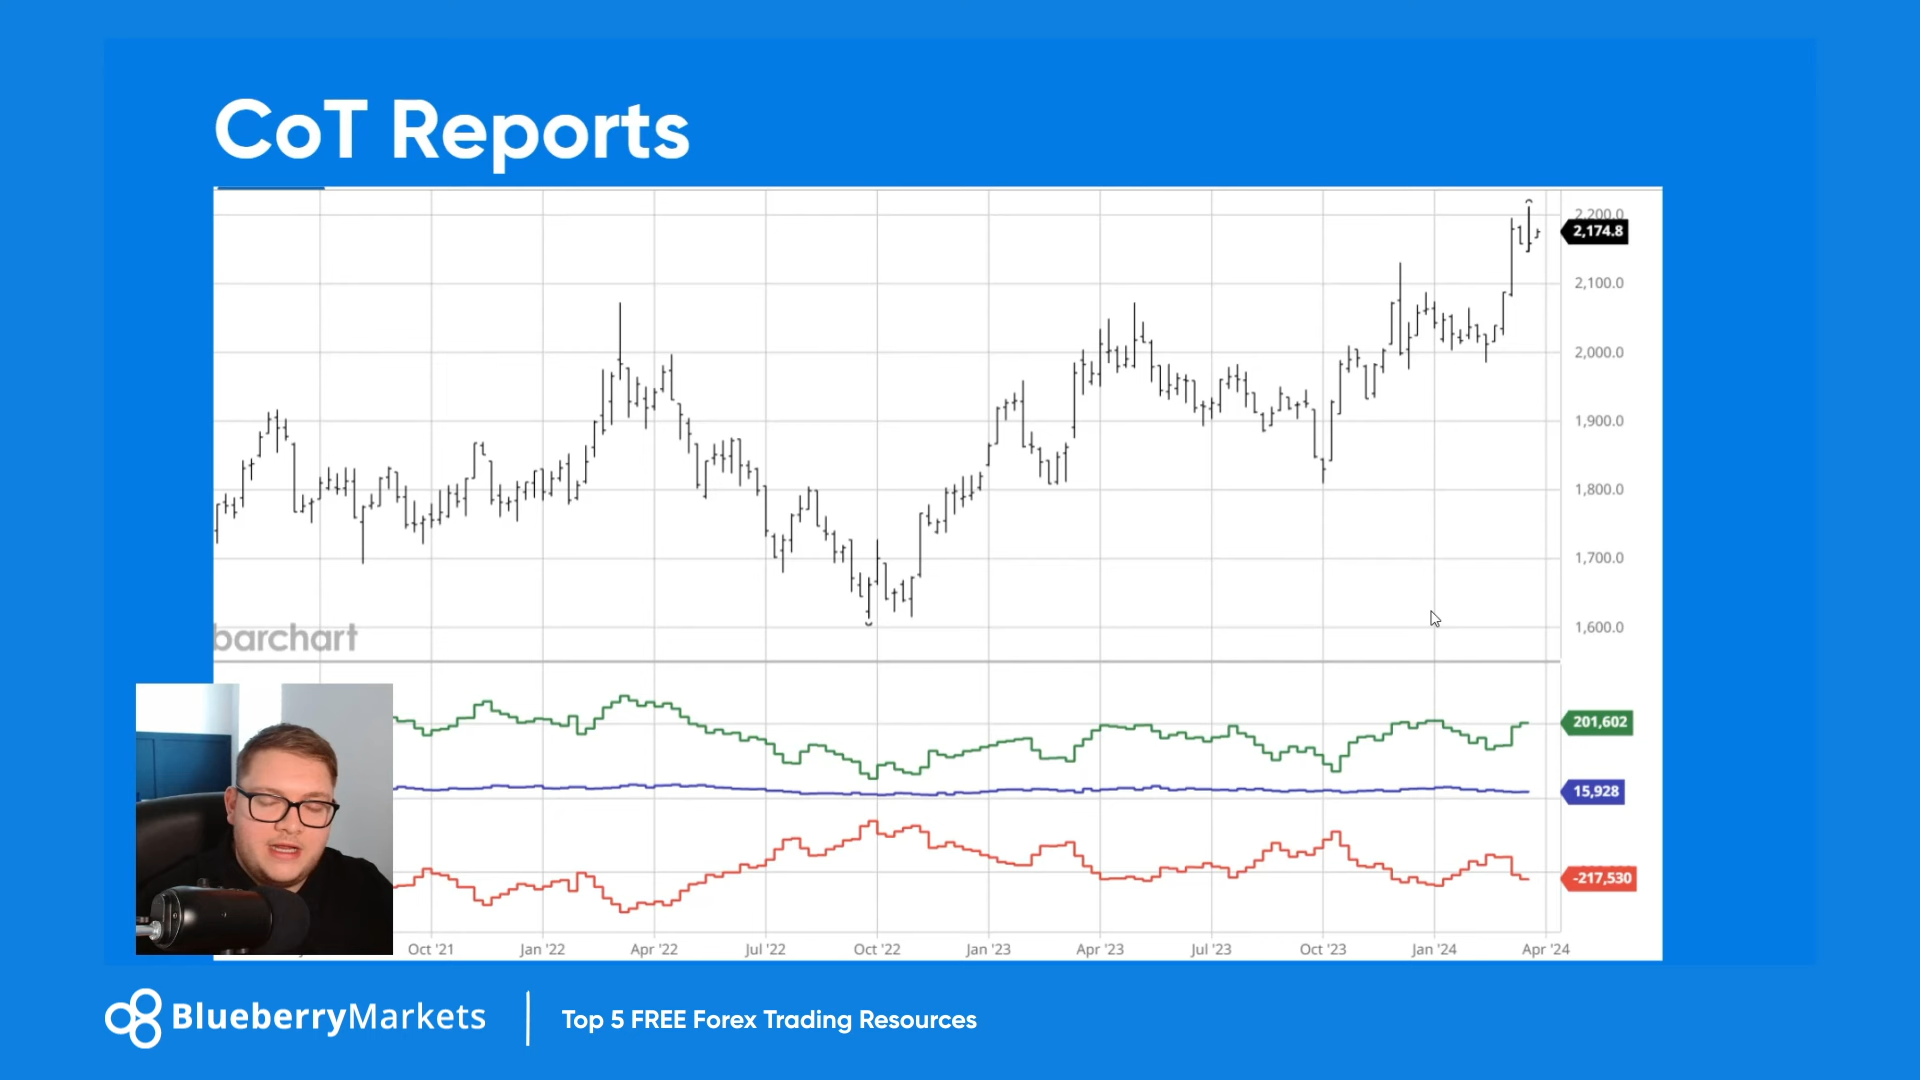 CoT Reports
2,200.0
2,174.8
2,100.0
2,000.0
1,900.0
1,800.0
1,700.0
1,600.0
barchart
201,602
15,928
-217,530
Oct '21
Jan '22
Apr '22
Jul '22
Oct '22
Jan '23
Apr '23
Jul '23
Oct '23
Jan '24
Apr '24
BlueberryMarkets
Top 5 FREE Forex Trading Resources